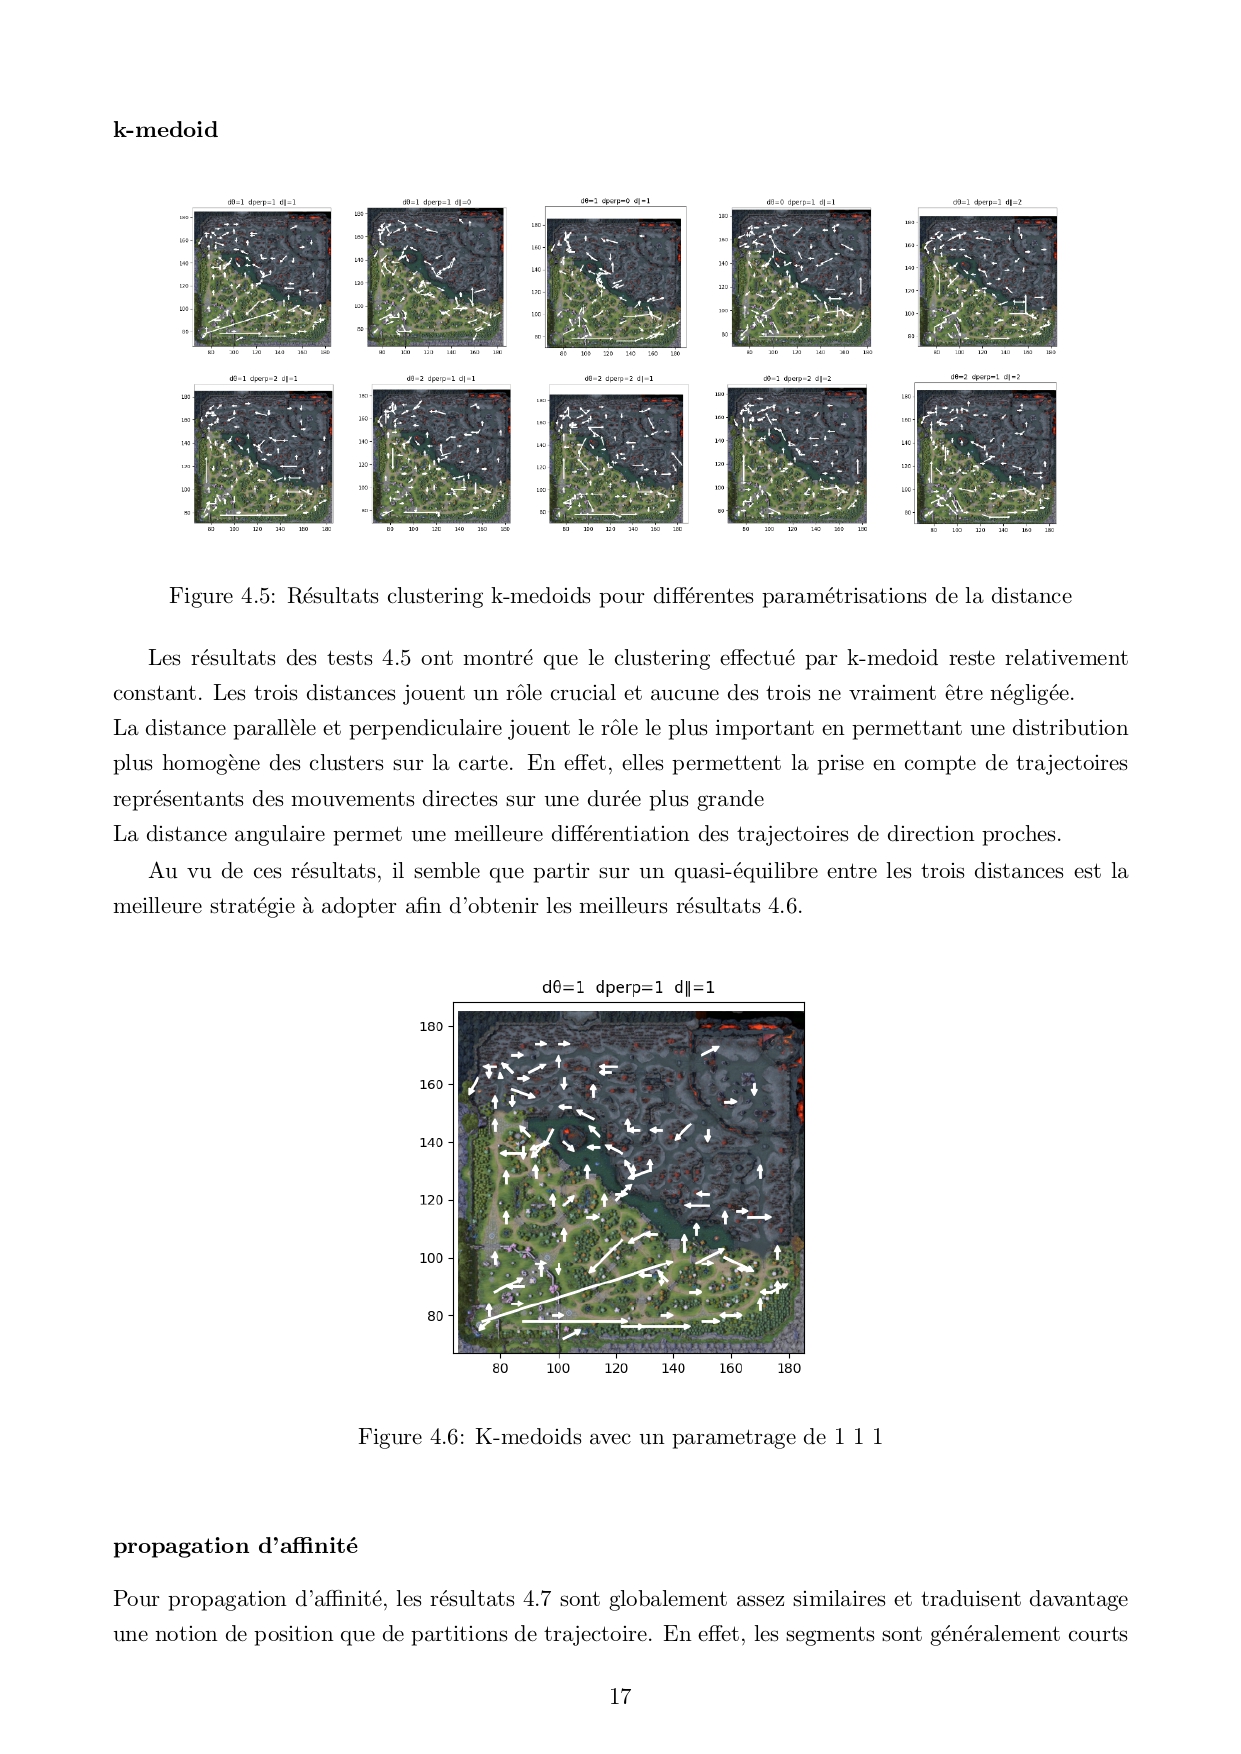 k-medoid
dθ=1 dperp=1 d∥=1
dθ=1 dperp=1 d∥=0
dθ=1 dperp=0 d∥=1
dθ=0 dperp=1 d∥=1
dθ=1 dperp=1 d∥=2
dθ=1 dperp=2 d∥=1
dθ=2 dperp=1 d∥=1
dθ=2 dperp=2 d∥=1
dθ=1 dperp=2 d∥=2
dθ=2 dperp=1 d∥=2
Figure 4.5: Résultats clustering k-medoids pour différentes paramétrisations de la distance
Les résultats des tests 4.5 ont montré que le clustering effectué par k-medoid reste relativement
constant. Les trois distances jouent un rôle crucial et aucune des trois ne vraiment être négligée.
La distance parallèle et perpendiculaire jouent le rôle le plus important en permettant une distribution
plus homogène des clusters sur la carte. En effet, elles permettent la prise en compte de trajectoires
représentants des mouvements directes sur une durée plus grande
La distance angulaire permet une meilleure différentiation des trajectoires de direction proches.
Au vu de ces résultats, il semble que partir sur un quasi-équilibre entre les trois distances est la
meilleure stratégie à adopter afin d'obtenir les meilleurs résultats 4.6.
dθ=1 dperp=1 d∥=1
180
160
140
120
100
80
80 100 120 140 160 180
Figure 4.6: K-medoids avec un parametrage de 1 1 1
propagation d'affinité
Pour propagation d'affinité, les résultats 4.7 sont globalement assez similaires et traduisent davantage
une notion de position que de partitions de trajectoire. En effet, les segments sont généralement courts
17